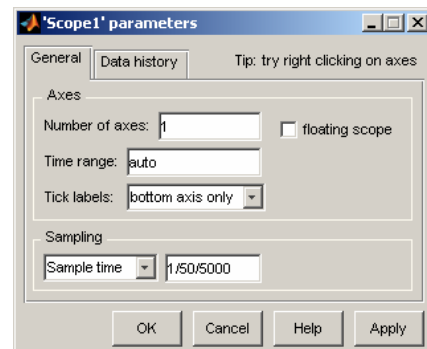 'Scope1' parameters
General Data history Tip: try right clicking on axes
Axes
Number of axes: 1 floating scope
Time range: auto
Tick labels: bottom axis only
Sampling
Sample time 1/50/5000
OK Cancel Help Apply